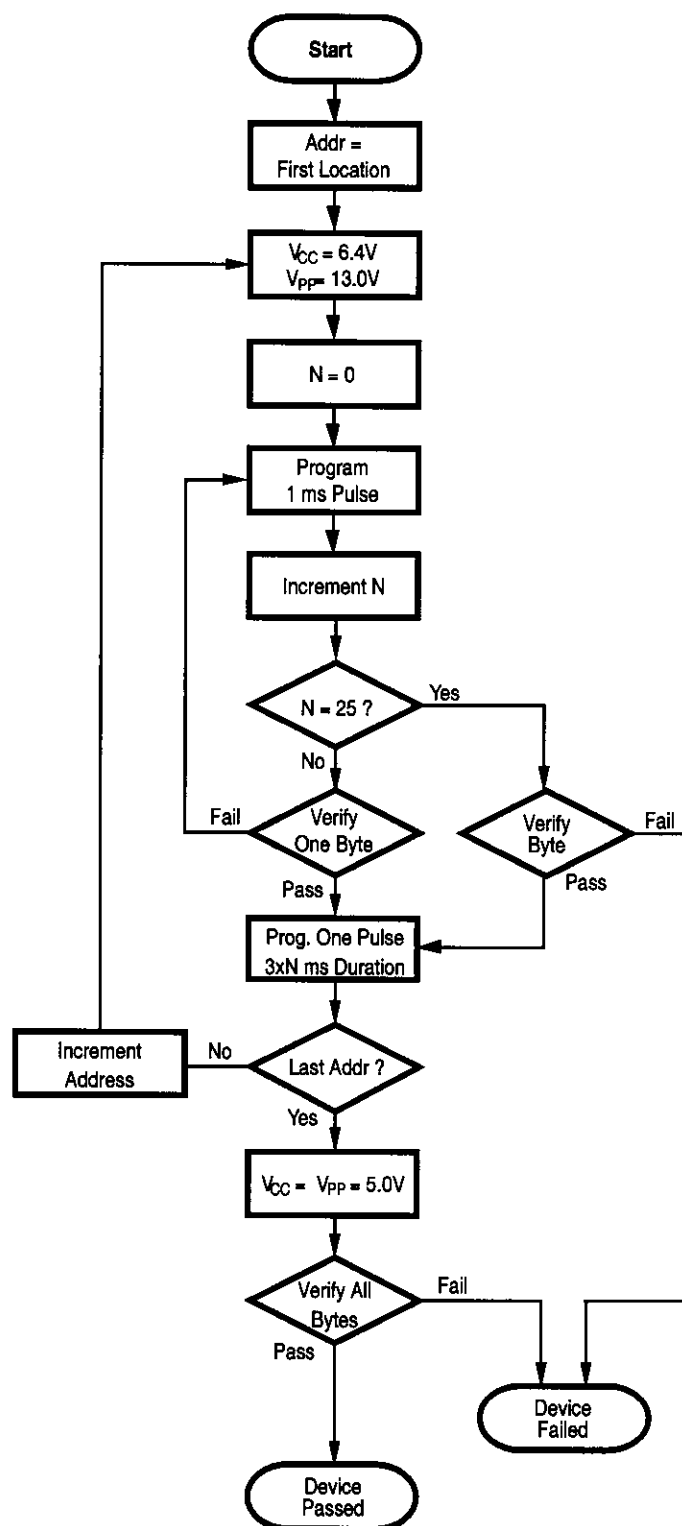 Start
Addr =
First Location
VCC = 6.4V
VPP= 13.0V
N = 0
Program
1 ms Pulse
Increment N
N = 25 ?
Yes
No
Fail
Verify
One Byte
Verify
Byte
Fail
Pass
Pass
Prog. One Pulse
3xN ms Duration
Increment
Address
No
Last Addr ?
Yes
VCC = VPP = 5.0V
Verify All
Bytes
Fail
Pass
Device
Failed
Device
Passed